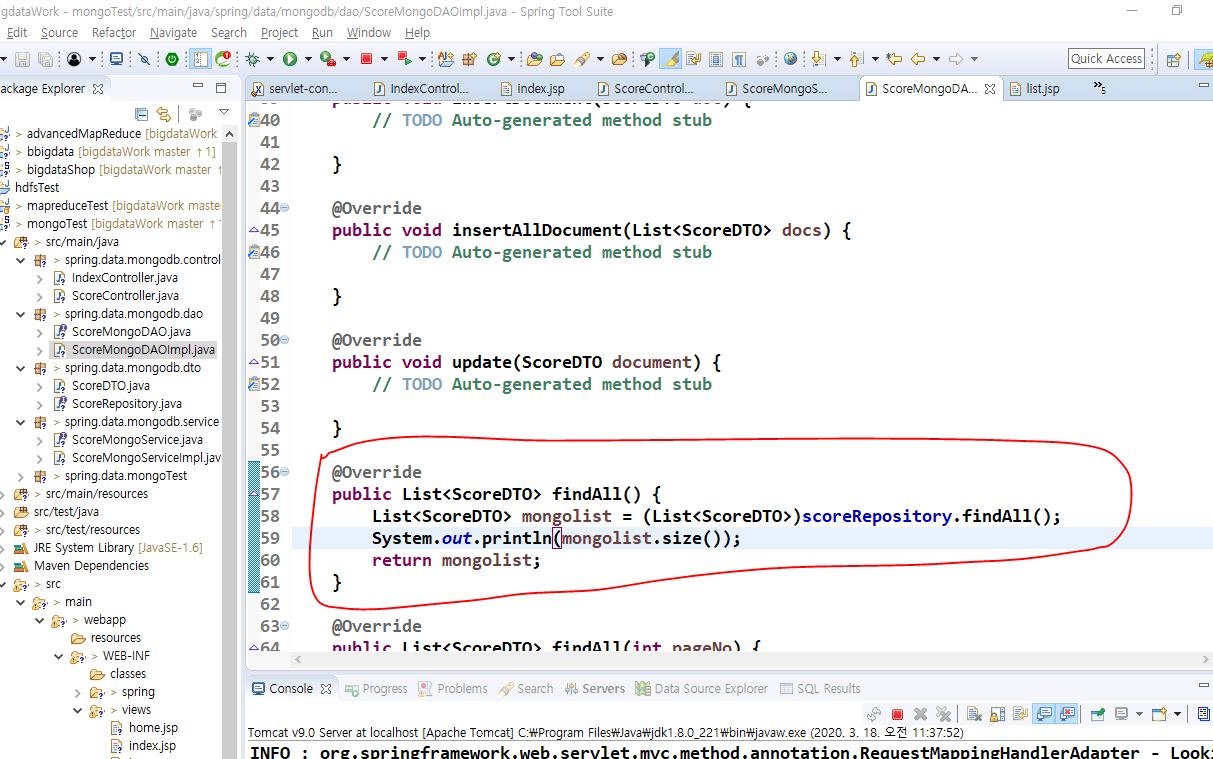 igdataWork - mongoTest/src/main/java/spring/data/mongodb/dao/ScoreMongoDAOImpl.java - Spring Tool Suite
Edit Source Refactor Navigate Search Project Run Window Help
Quick Access
ackage Explorer
servlet-con... IndexControl... index.jsp ScoreControl... ScoreMongoS... ScoreMongoDA... list.jsp »5
> advancedMapReduce [bigdataWork
> bbigdata [bigdataWork master ↑1]
> bigdataShop [bigdataWork master ↑
hdfsTest
> mapreduceTest [bigdataWork maste
> mongoTest [bigdataWork master ↑
> src/main/java
> spring.data.mongodb.control
IndexController.java
ScoreController.java
> spring.data.mongodb.dao
ScoreMongoDAO.java
ScoreMongoDAOImpl.java
> spring.data.mongodb.dto
ScoreDTO.java
ScoreRepository.java
> spring.data.mongodb.service
ScoreMongoService.java
ScoreMongoServiceImpl.jav
> spring.data.mongoTest
> src/main/resources
src/test/java
> src/test/resources
JRE System Library [JavaSE-1.6]
Maven Dependencies
> src
> main
> webapp
resources
> WEB-INF
classes
> spring
> views
home.jsp
index.jsp
40 // TODO Auto-generated method stub
41
42 }
43
44 @Override
45 public void insertAllDocument(List<ScoreDTO> docs) {
46 // TODO Auto-generated method stub
47
48 }
49
50 @Override
51 public void update(ScoreDTO document) {
52 // TODO Auto-generated method stub
53
54 }
55
56 @Override
57 public List<ScoreDTO> findAll() {
58 List<ScoreDTO> mongolist = (List<ScoreDTO>)scoreRepository.findAll();
59 System.out.println(mongolist.size());
60 return mongolist;
61 }
62
63 @Override
64 public List<ScoreDTO> findAll(int pageNo) {
Console Progress Problems Search Servers Data Source Explorer SQL Results
Tomcat v9.0 Server at localhost [Apache Tomcat] C:₩Program Files₩Java₩jdk1.8.0_221₩bin₩javaw.exe (2020. 3. 18. 오전 11:37:52)
INFO : org.springframework.web.servlet.mvc.method.annotation.RequestMappingHandlerAdapter - Looki